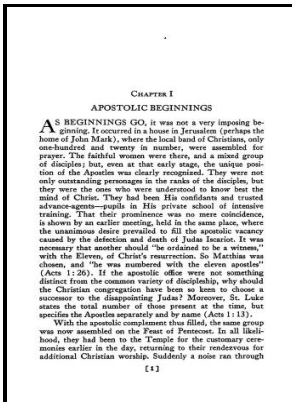 CHAPTER I
APOSTOLIC BEGINNINGS
AS BEGINNINGS GO, it was not a very imposing be-
ginning. It occurred in a house in Jerusalem (perhaps the
home of John Mark), where the local band of Christians, only
one-hundred and twenty in number, were assembled for
prayer. The faithful women were there, and a mixed group
of disciples; but, even at that early stage, the unique posi-
tion of the Apostles was clearly recognized. They were not
only outstanding personages in the ranks of the disciples, but
they were the ones who were understood to know best the
mind of Christ. They had been His confidants and trusted
advance-agents—pupils in His private school of intensive
training. That their prominence was no mere coincidence,
is shown by an earlier meeting, held in the same place, where
the unanimous desire prevailed to fill the apostolic vacancy
caused by the defection and death of Judas Iscariot. It was
necessary that another should "be ordained to be a witness,"
with the Eleven, of Christ's resurrection. So Matthias was
chosen, and "he was numbered with the eleven apostles"
(Acts 1:26). If the apostolic office were not something
distinct from the common variety of discipleship, why should
the Christian congregation have been so keen to choose a
successor to the disappointing Judas? Moreover, St. Luke
states the total number of those present at the time, but
specifies the Apostles separately and by name (Acts 1:13).
With the apostolic complement thus filled, the same group
was now assembled on the Feast of Pentecost. In all likeli-
hood, they had been to the Temple for the customary cere-
monies earlier in the day, returning to their rendezvous for
additional Christian worship. Suddenly a noise ran through
[1]